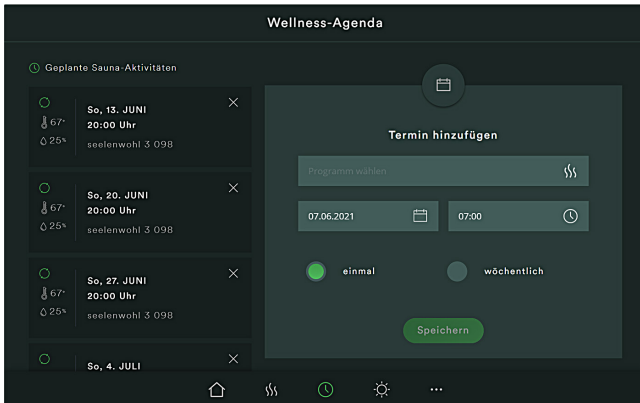 Wellness-Agenda
Geplante Sauna-Aktivitäten
So, 13. JUNI
20:00 Uhr
67°
25%
seelenwohl 3 098
So, 20. JUNI
20:00 Uhr
67°
25%
seelenwohl 3 098
So, 27. JUNI
20:00 Uhr
67°
25%
seelenwohl 3 098
So, 4. JULI
Termin hinzufügen
Programm wählen
07.06.2021
07:00
einmal
wöchentlich
Speichern